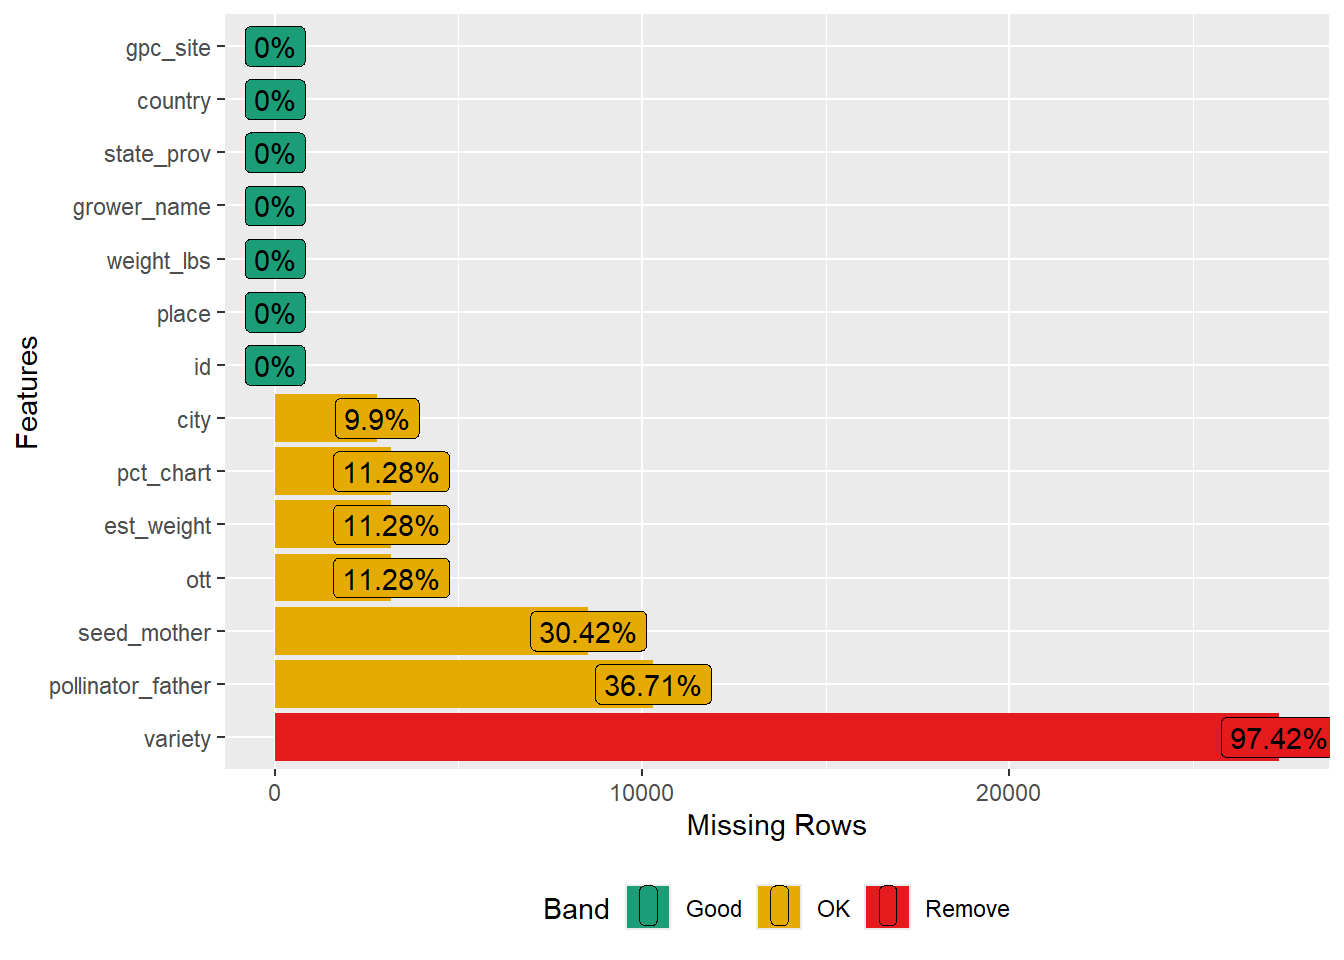 gpc_site 0%
country 0%
state_prov 0%
grower_name 0%
weight_lbs 0%
place 0%
id 0%
city 9.9%
pct_chart 11.28%
est_weight 11.28%
ott 11.28%
seed_mother 30.42%
pollinator_father 36.71%
variety 97.42%
Features
0 10000 20000
Missing Rows
Band Good OK Remove